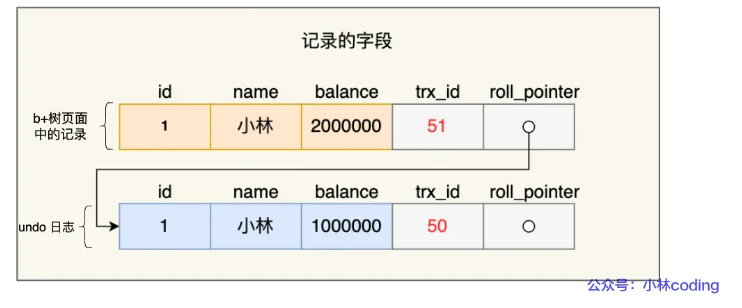 记录的字段
id name balance trx_id roll_pointer
b+树页面
中的记录
1 小林 2000000 51
id name balance trx_id roll_pointer
undo 日志
1 小林 1000000 50
公众号：小林coding